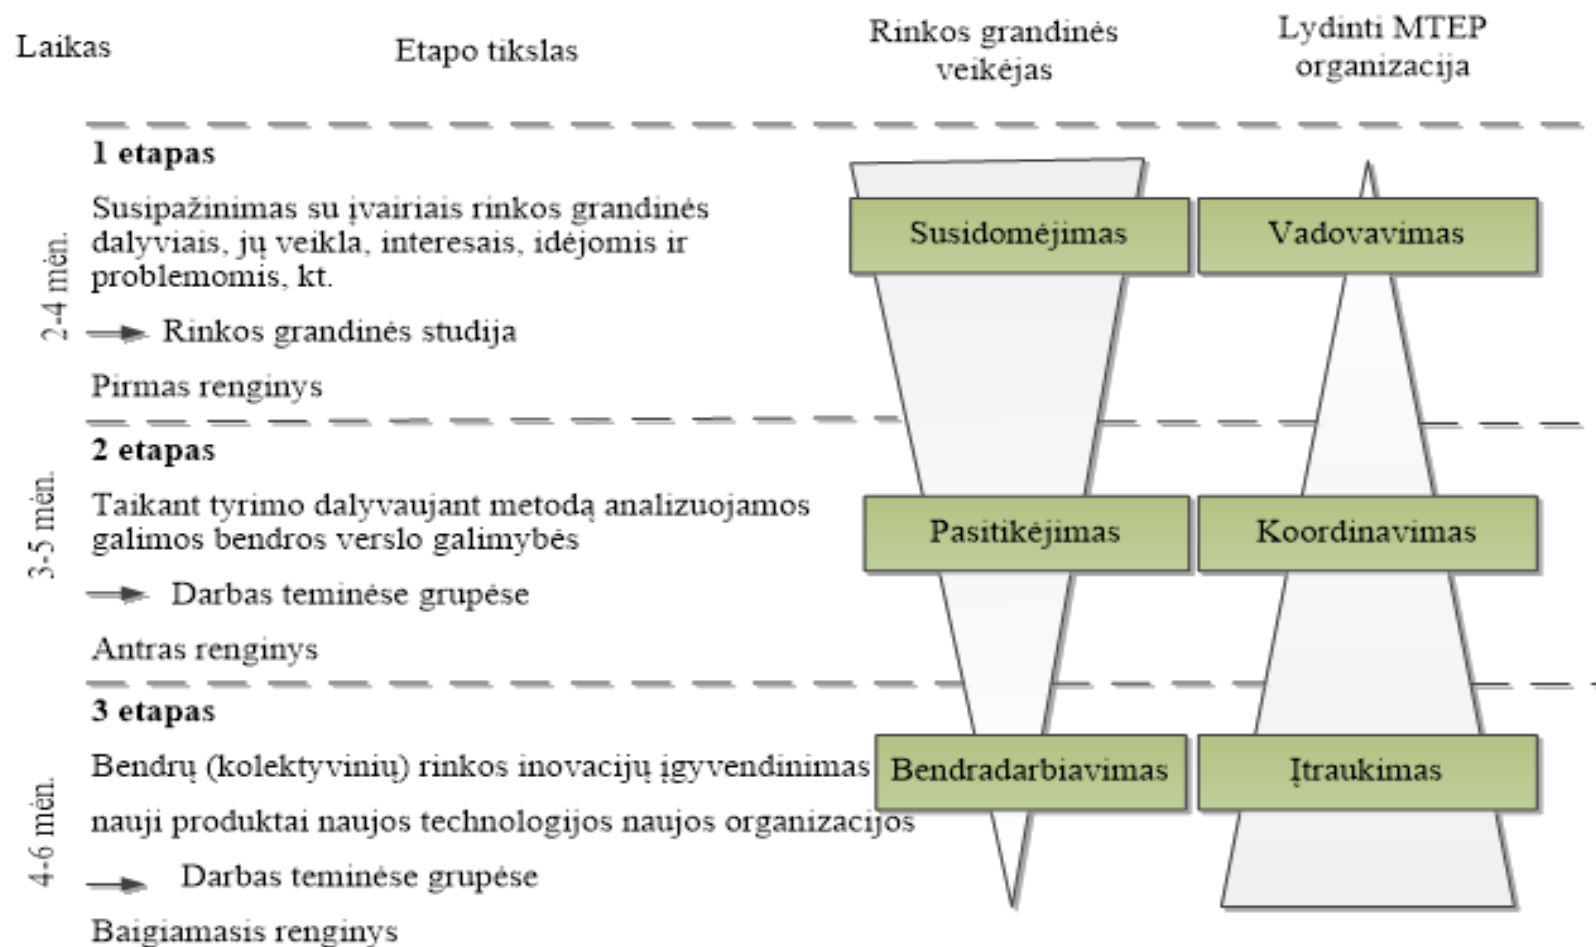 Laikas
Etapo tikslas
Rinkos grandinės
veikėjas
Lydinti MTEP
organizacija
2-4 mėn.
1 etapas
Susipažinimas su įvairiais rinkos grandinės
dalyviais, jų veikla, interesais, idėjomis ir
problemomis, kt.
Rinkos grandinės studija
Pirmas renginys
Susidomėjimas
Vadovavimas
3-5 mėn.
2 etapas
Taikant tyrimo dalyvaujant metodą analizuojamos
galimos bendros verslo galimybės
Darbas teminėse grupėse
Antras renginys
Pasitikėjimas
Koordinavimas
4-6 mėn.
3 etapas
Bendrų (kolektyvinių) rinkos inovacijų įgyvendinimas
nauji produktai naujos technologijos naujos organizacijos
Darbas teminėse grupėse
Baigiamasis renginys
Bendradarbiavimas
Įtraukimas